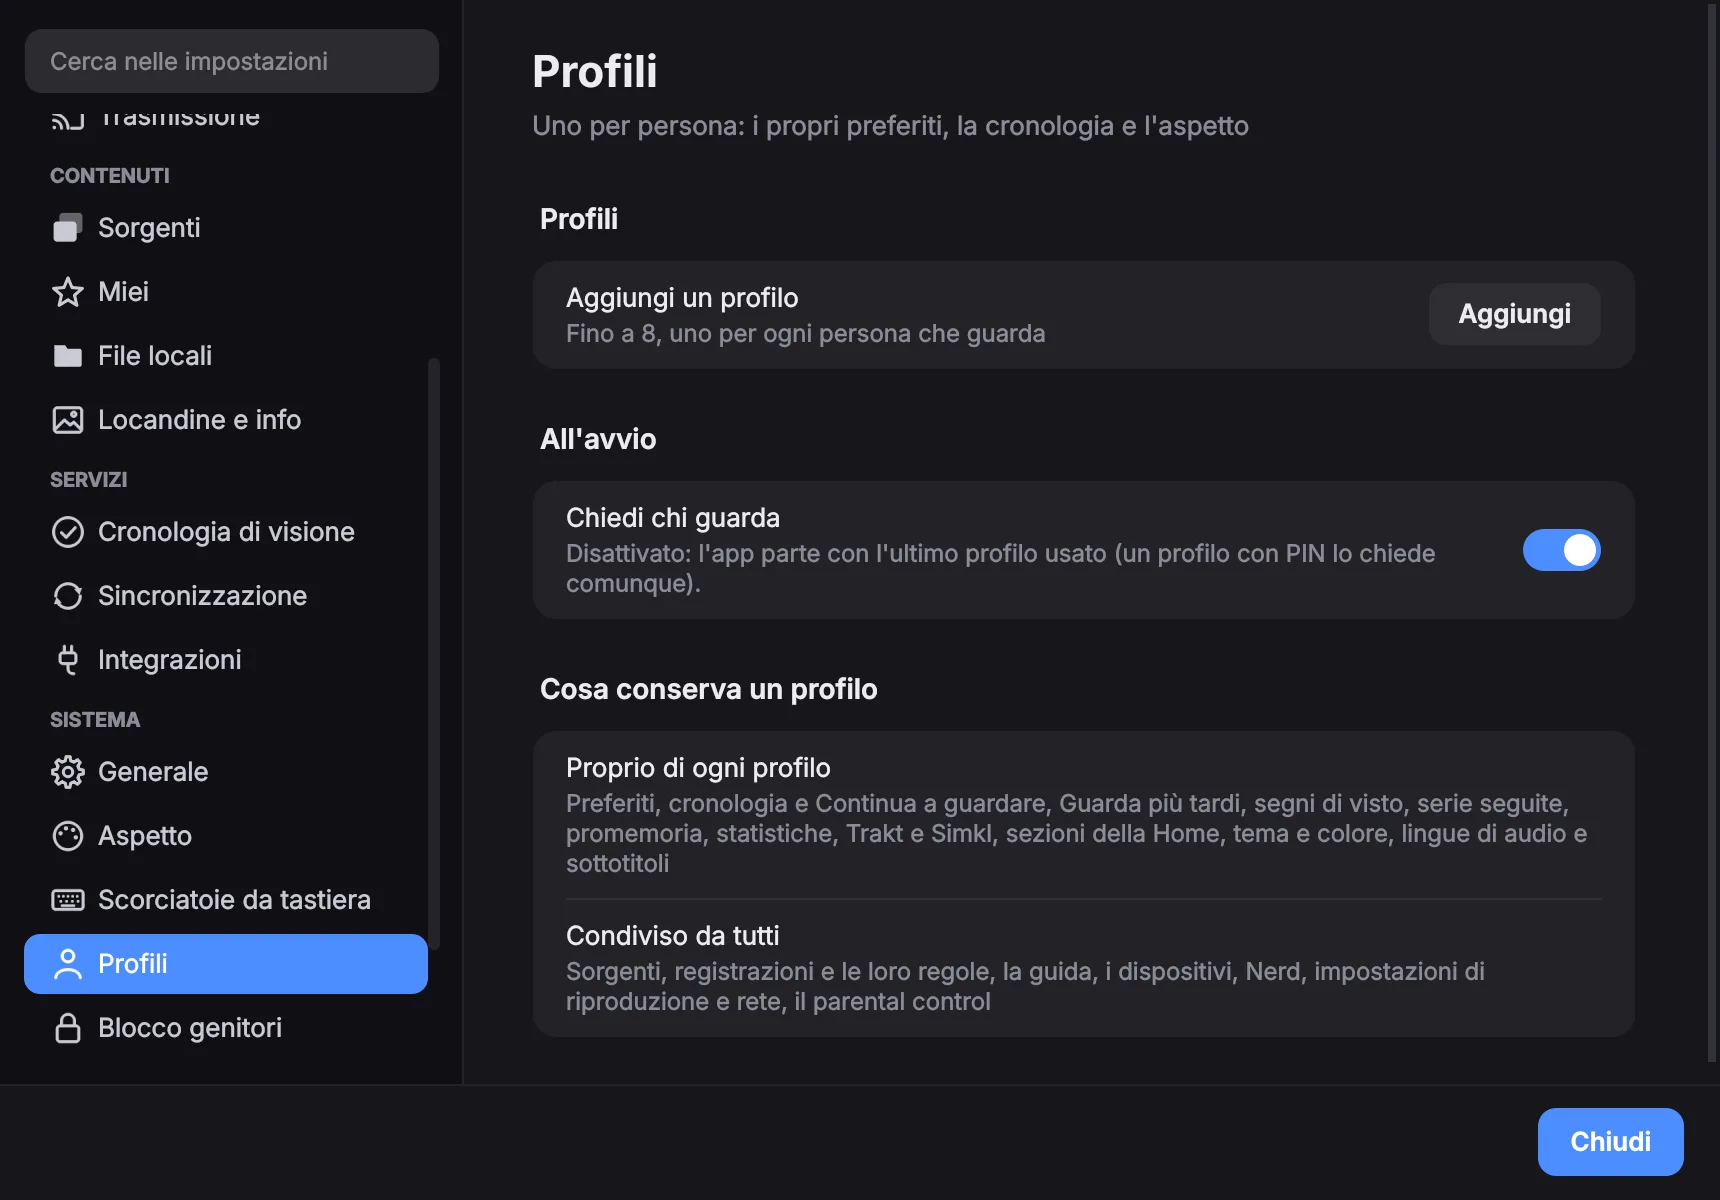 Cerca nelle impostazioni
Trasmissione
CONTENUTI
Sorgenti
Miei
File locali
Locandine e info
SERVIZI
Cronologia di visione
Sincronizzazione
Integrazioni
SISTEMA
Generale
Aspetto
Scorciatoie da tastiera
Profili
Blocco genitori
Profili
Uno per persona: i propri preferiti, la cronologia e l'aspetto
Profili
Aggiungi un profilo
Fino a 8, uno per ogni persona che guarda
Aggiungi
All'avvio
Chiedi chi guarda
Disattivato: l'app parte con l'ultimo profilo usato (un profilo con PIN lo chiede
comunque).
Cosa conserva un profilo
Proprio di ogni profilo
Preferiti, cronologia e Continua a guardare, Guarda più tardi, segni di visto, serie seguite,
promemoria, statistiche, Trakt e Simkl, sezioni della Home, tema e colore, lingue di audio e
sottotitoli
Condiviso da tutti
Sorgenti, registrazioni e le loro regole, la guida, i dispositivi, Nerd, impostazioni di
riproduzione e rete, il parental control
Chiudi